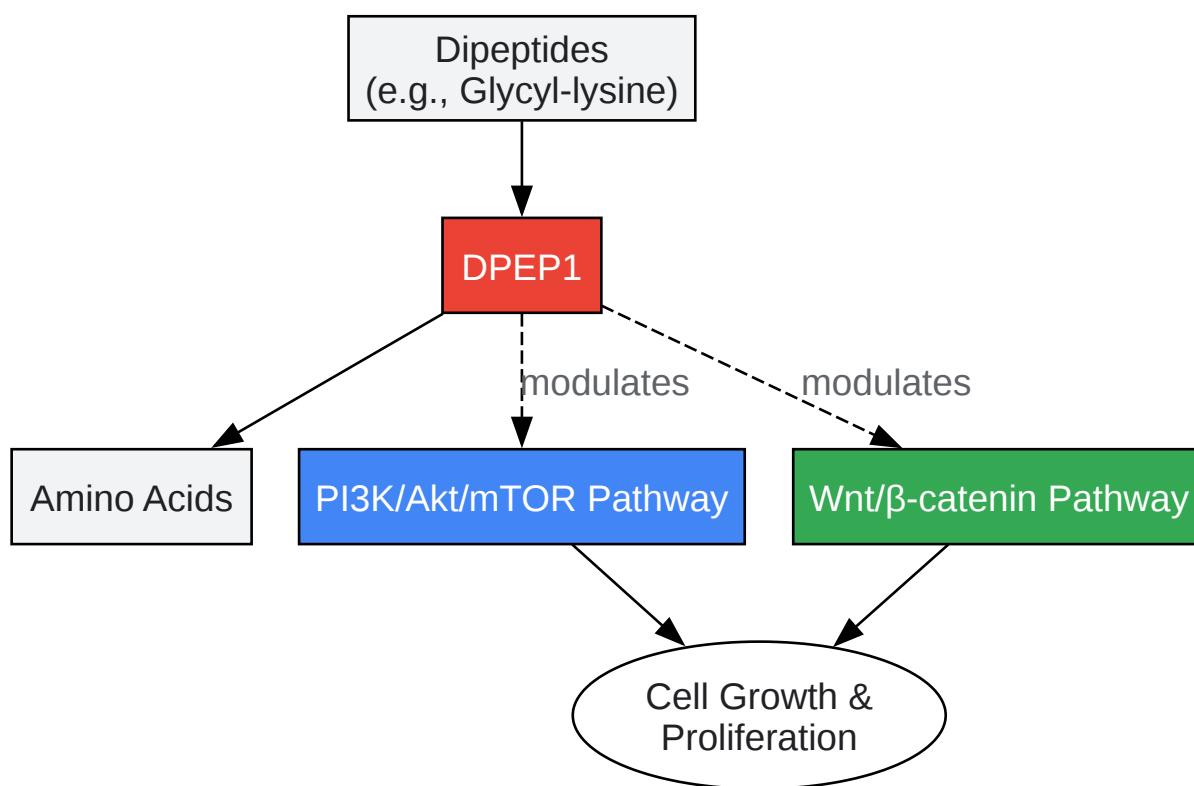 Dipeptides
(e.g., Glycyl-lysine)
DPEP1
modulates
modulates
Amino Acids
PI3K/Akt/mTOR Pathway
Wnt/β-catenin Pathway
Cell Growth &
Proliferation